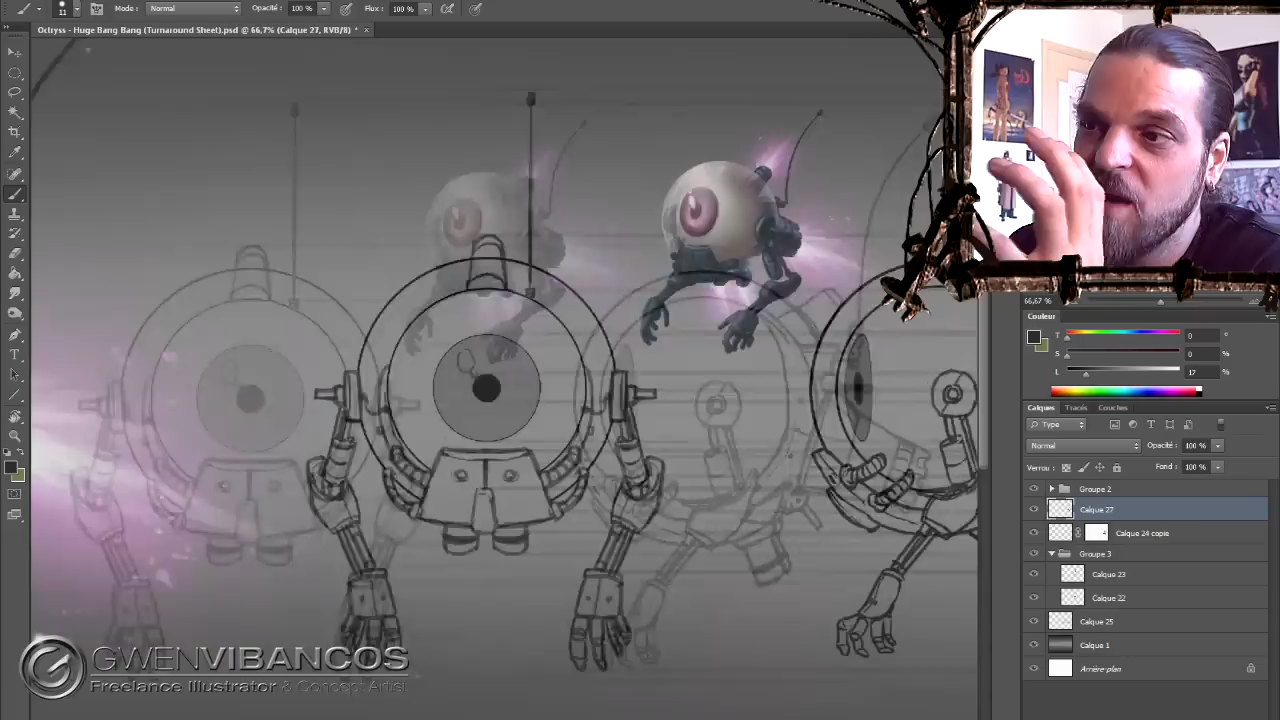 11
Mode : Normal Opacité : 100 % Flux : 100 %
Octryss - Huge Bang Bang (Turnaround Sheet).psd @ 66,7% (Calque 27, RVB/8) * ×
66,67 %
Couleur
T 0 °
S 0 %
L 17 %
Calques Tracés Couches
Type
Normal Opacité : 100 %
Verrou : Fond : 100 %
Groupe 2
Calque 27
Calque 24 copie
Groupe 3
Calque 23
Calque 22
Calque 25
Calque 1
Arrière-plan
GWENVIBANCOS
Freelance Illustrator & Concept Artist